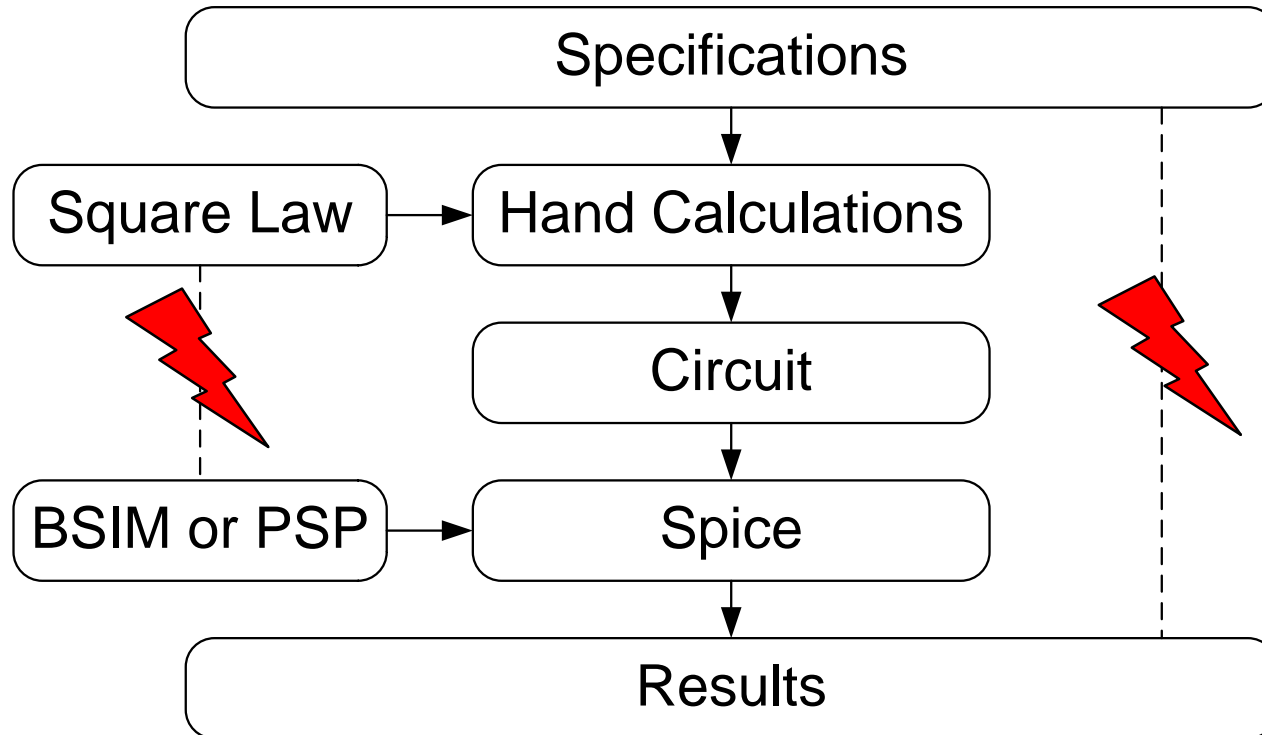 Specifications
Square Law
Hand Calculations
Circuit
BSIM or PSP
Spice
Results